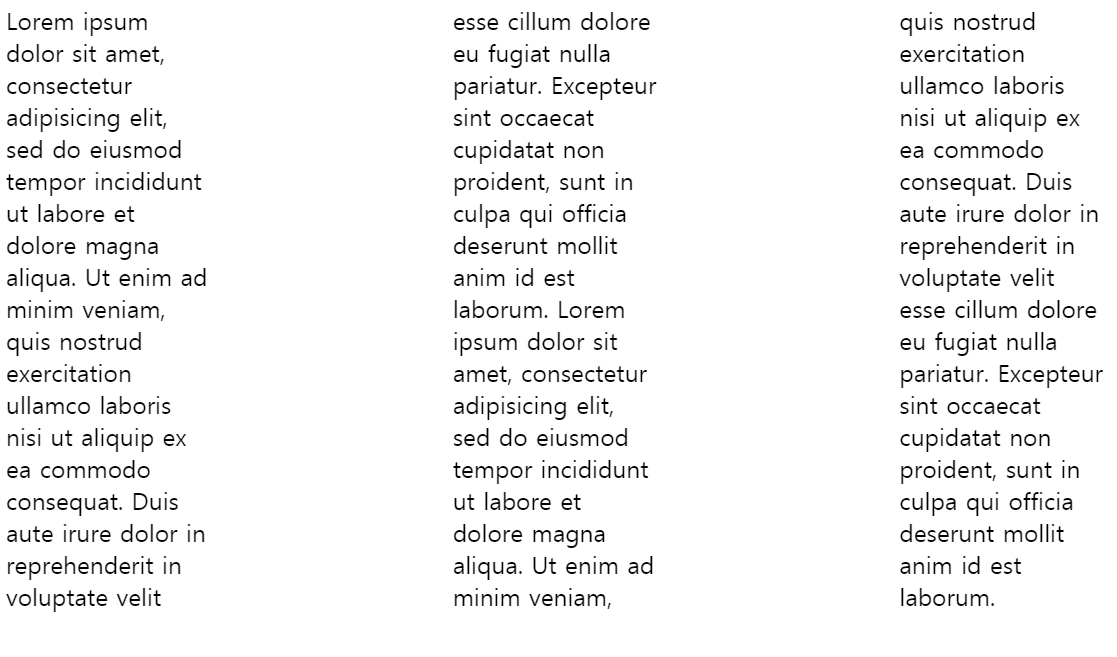 Lorem ipsum
dolor sit amet,
consectetur
adipisicing elit,
sed do eiusmod
tempor incididunt
ut labore et
dolore magna
aliqua. Ut enim ad
minim veniam,
quis nostrud
exercitation
ullamco laboris
nisi ut aliquip ex
ea commodo
consequat. Duis
aute irure dolor in
reprehenderit in
voluptate velit
esse cillum dolore
eu fugiat nulla
pariatur. Excepteur
sint occaecat
cupidatat non
proident, sunt in
culpa qui officia
deserunt mollit
anim id est
laborum. Lorem
ipsum dolor sit
amet, consectetur
adipisicing elit,
sed do eiusmod
tempor incididunt
ut labore et
dolore magna
aliqua. Ut enim ad
minim veniam,
quis nostrud
exercitation
ullamco laboris
nisi ut aliquip ex
ea commodo
consequat. Duis
aute irure dolor in
reprehenderit in
voluptate velit
esse cillum dolore
eu fugiat nulla
pariatur. Excepteur
sint occaecat
cupidatat non
proident, sunt in
culpa qui officia
deserunt mollit
anim id est
laborum.